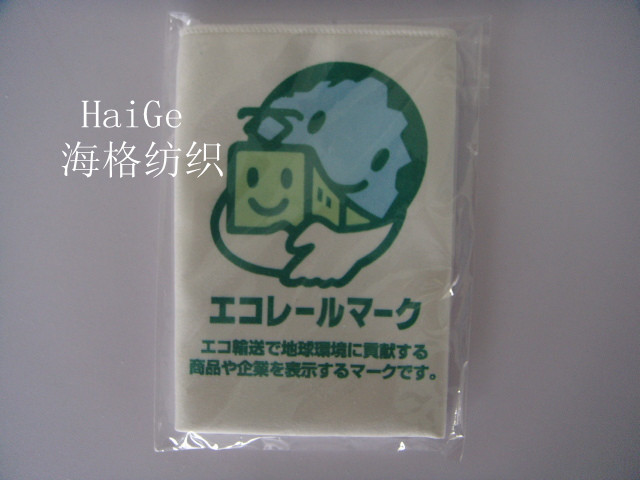 HaiGe
海格纺织
エコレールマーク
エコ輸送で地球環境に貢献する
商品や企業を表示するマークです。